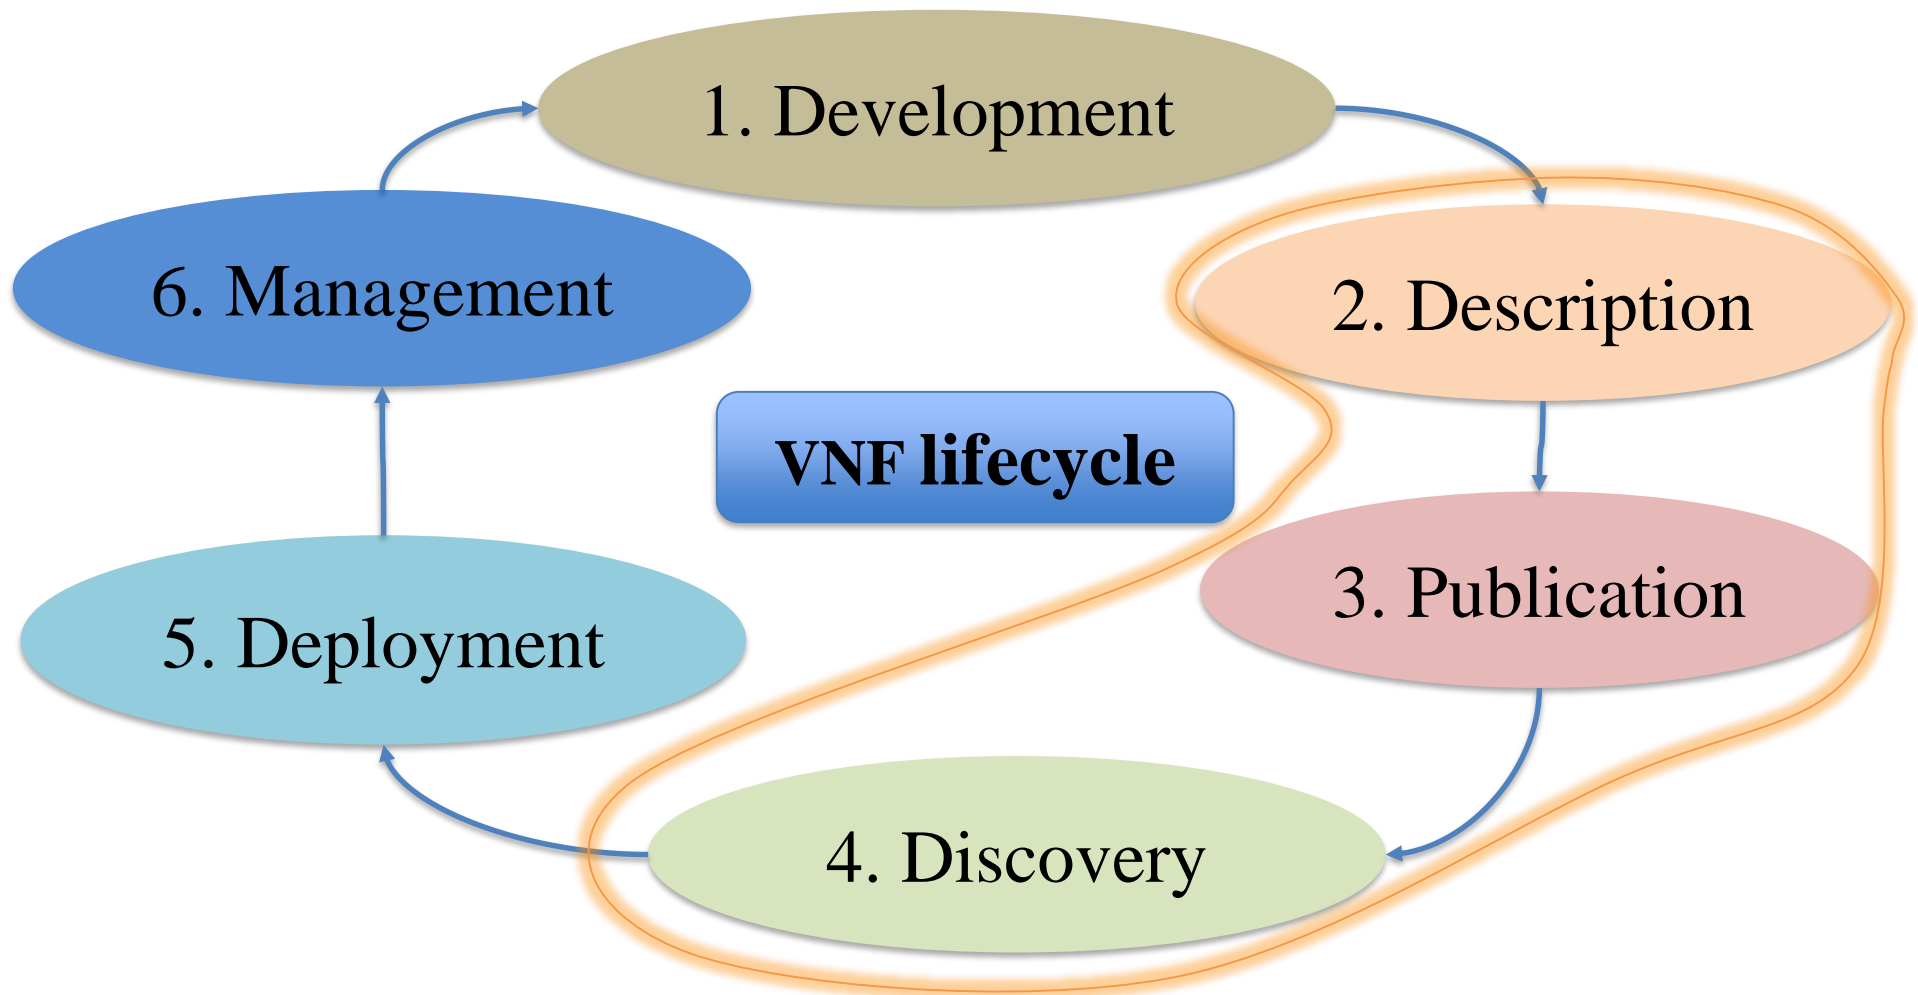 1. Development
2. Description
3. Publication
4. Discovery
5. Deployment
6. Management
VNF lifecycle